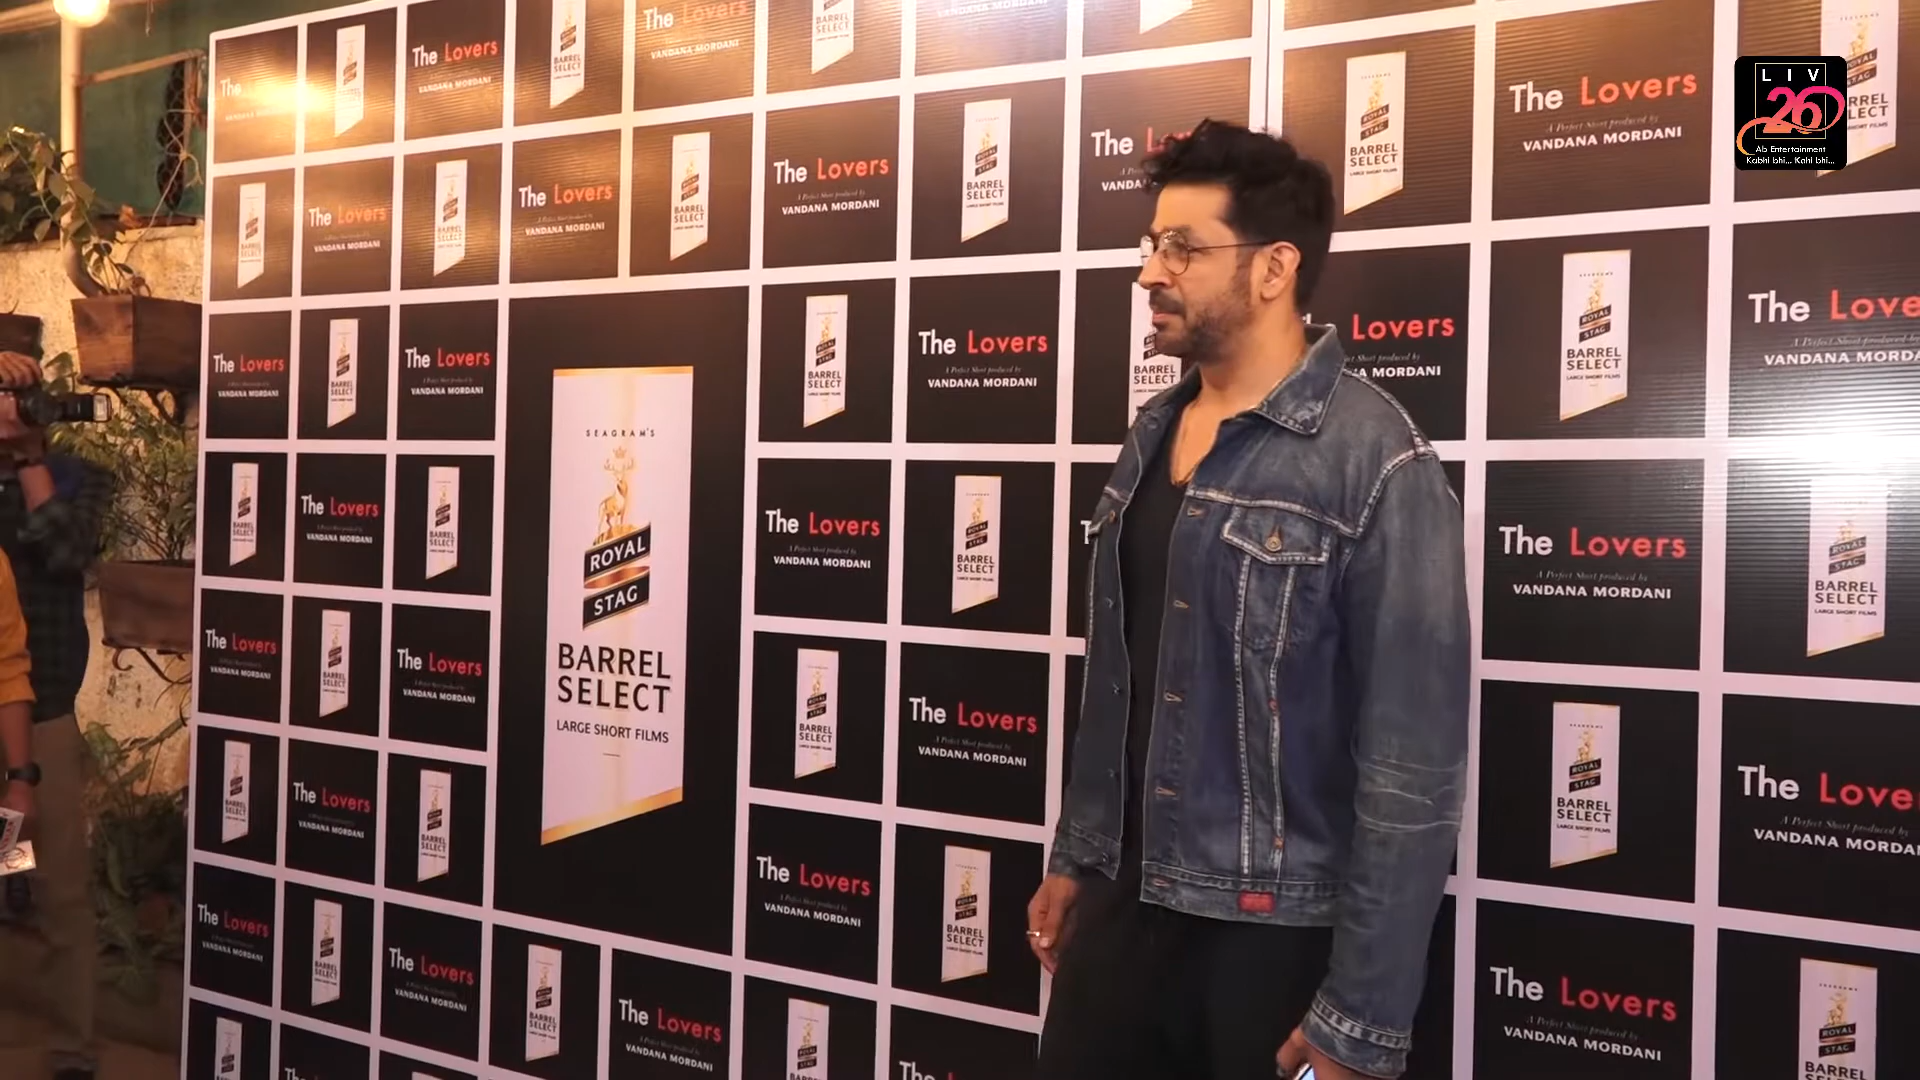 SEAGRAM'S
ROYAL
STAG
BARREL
SELECT
LARGE SHORT FILMS
The Lovers
A Perfect Short produced by
VANDANA MORDANI
LIV
26
Ab Entertainment
Kabhi bhi... Kahi bhi...